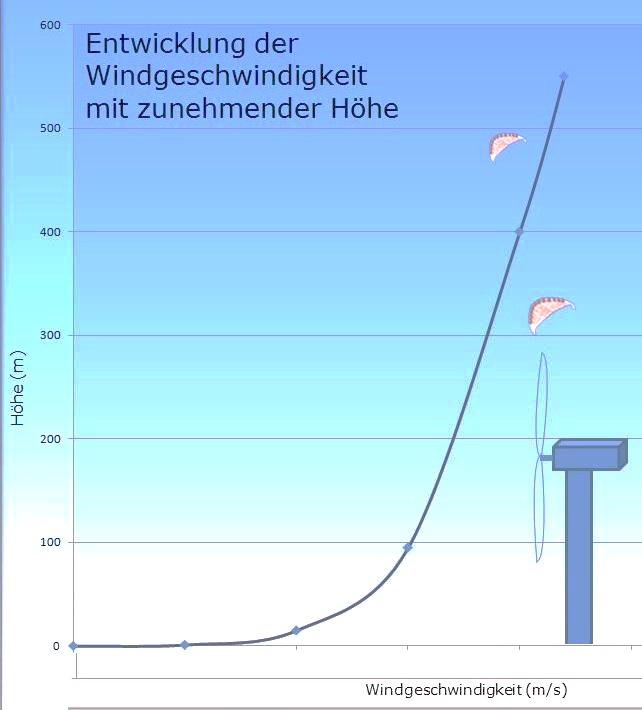 Entwicklung der
Windgeschwindigkeit
mit zunehmender Höhe
600
500
400
300
200
100
0
Höhe (m)
Windgeschwindigkeit (m/s)